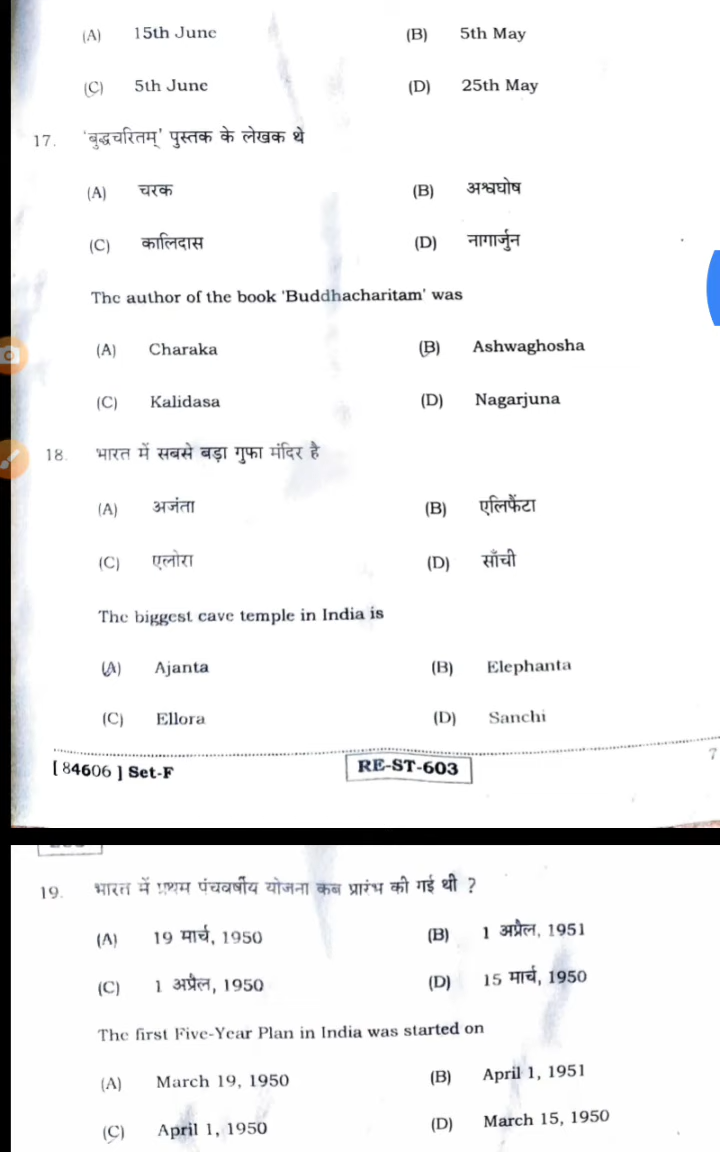 (A) 15th June (B) 5th May
(C) 5th June (D) 25th May
17. 'बुद्धचरितम्' पुस्तक के लेखक थे
(A) चरक (B) अश्वघोष
(C) कालिदास (D) नागार्जुन
The author of the book 'Buddhacharitam' was
(A) Charaka (B) Ashwaghosha
(C) Kalidasa (D) Nagarjuna
18. भारत में सबसे बड़ा गुफा मंदिर है
(A) अजंता (B) एलिफैंटा
(C) एलोरा (D) साँची
The biggest cave temple in India is
(A) Ajanta (B) Elephanta
(C) Ellora (D) Sanchi
[ 84606 ] Set-F RE-ST-603 7
19. भारत में प्रथम पंचवर्षीय योजना कब प्रारंभ की गई थी ?
(A) 19 मार्च, 1950 (B) 1 अप्रैल, 1951
(C) 1 अप्रैल, 1950 (D) 15 मार्च, 1950
The first Five-Year Plan in India was started on
(A) March 19, 1950 (B) April 1, 1951
(C) April 1, 1950 (D) March 15, 1950